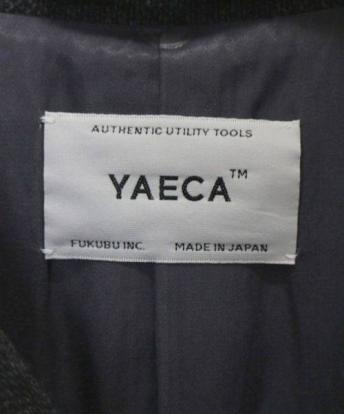 AUTHENTIC UTILITY TOOLS
YAECA™
FUKUBU INC. MADE IN JAPAN